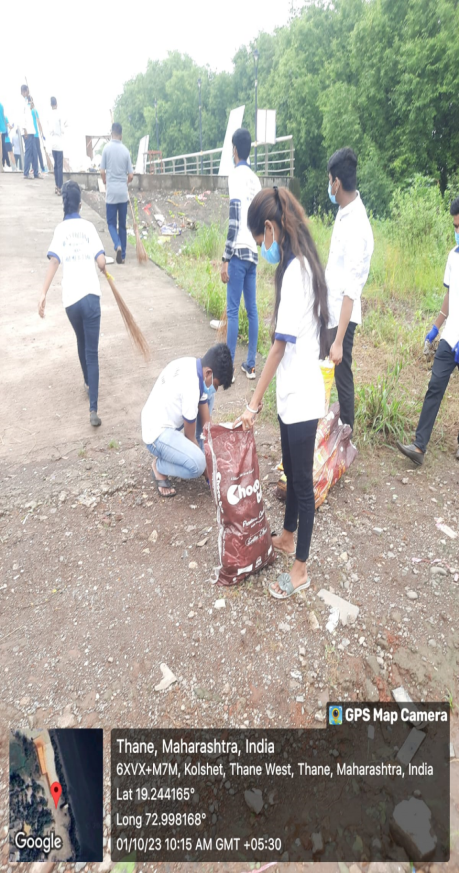 GPS Map Camera
Thane, Maharashtra, India
6XVX+M7M, Kolshet, Thane West, Thane, Maharashtra, India
Lat 19.244165°
Long 72.998168°
01/10/23 10:15 AM GMT +05:30
Google